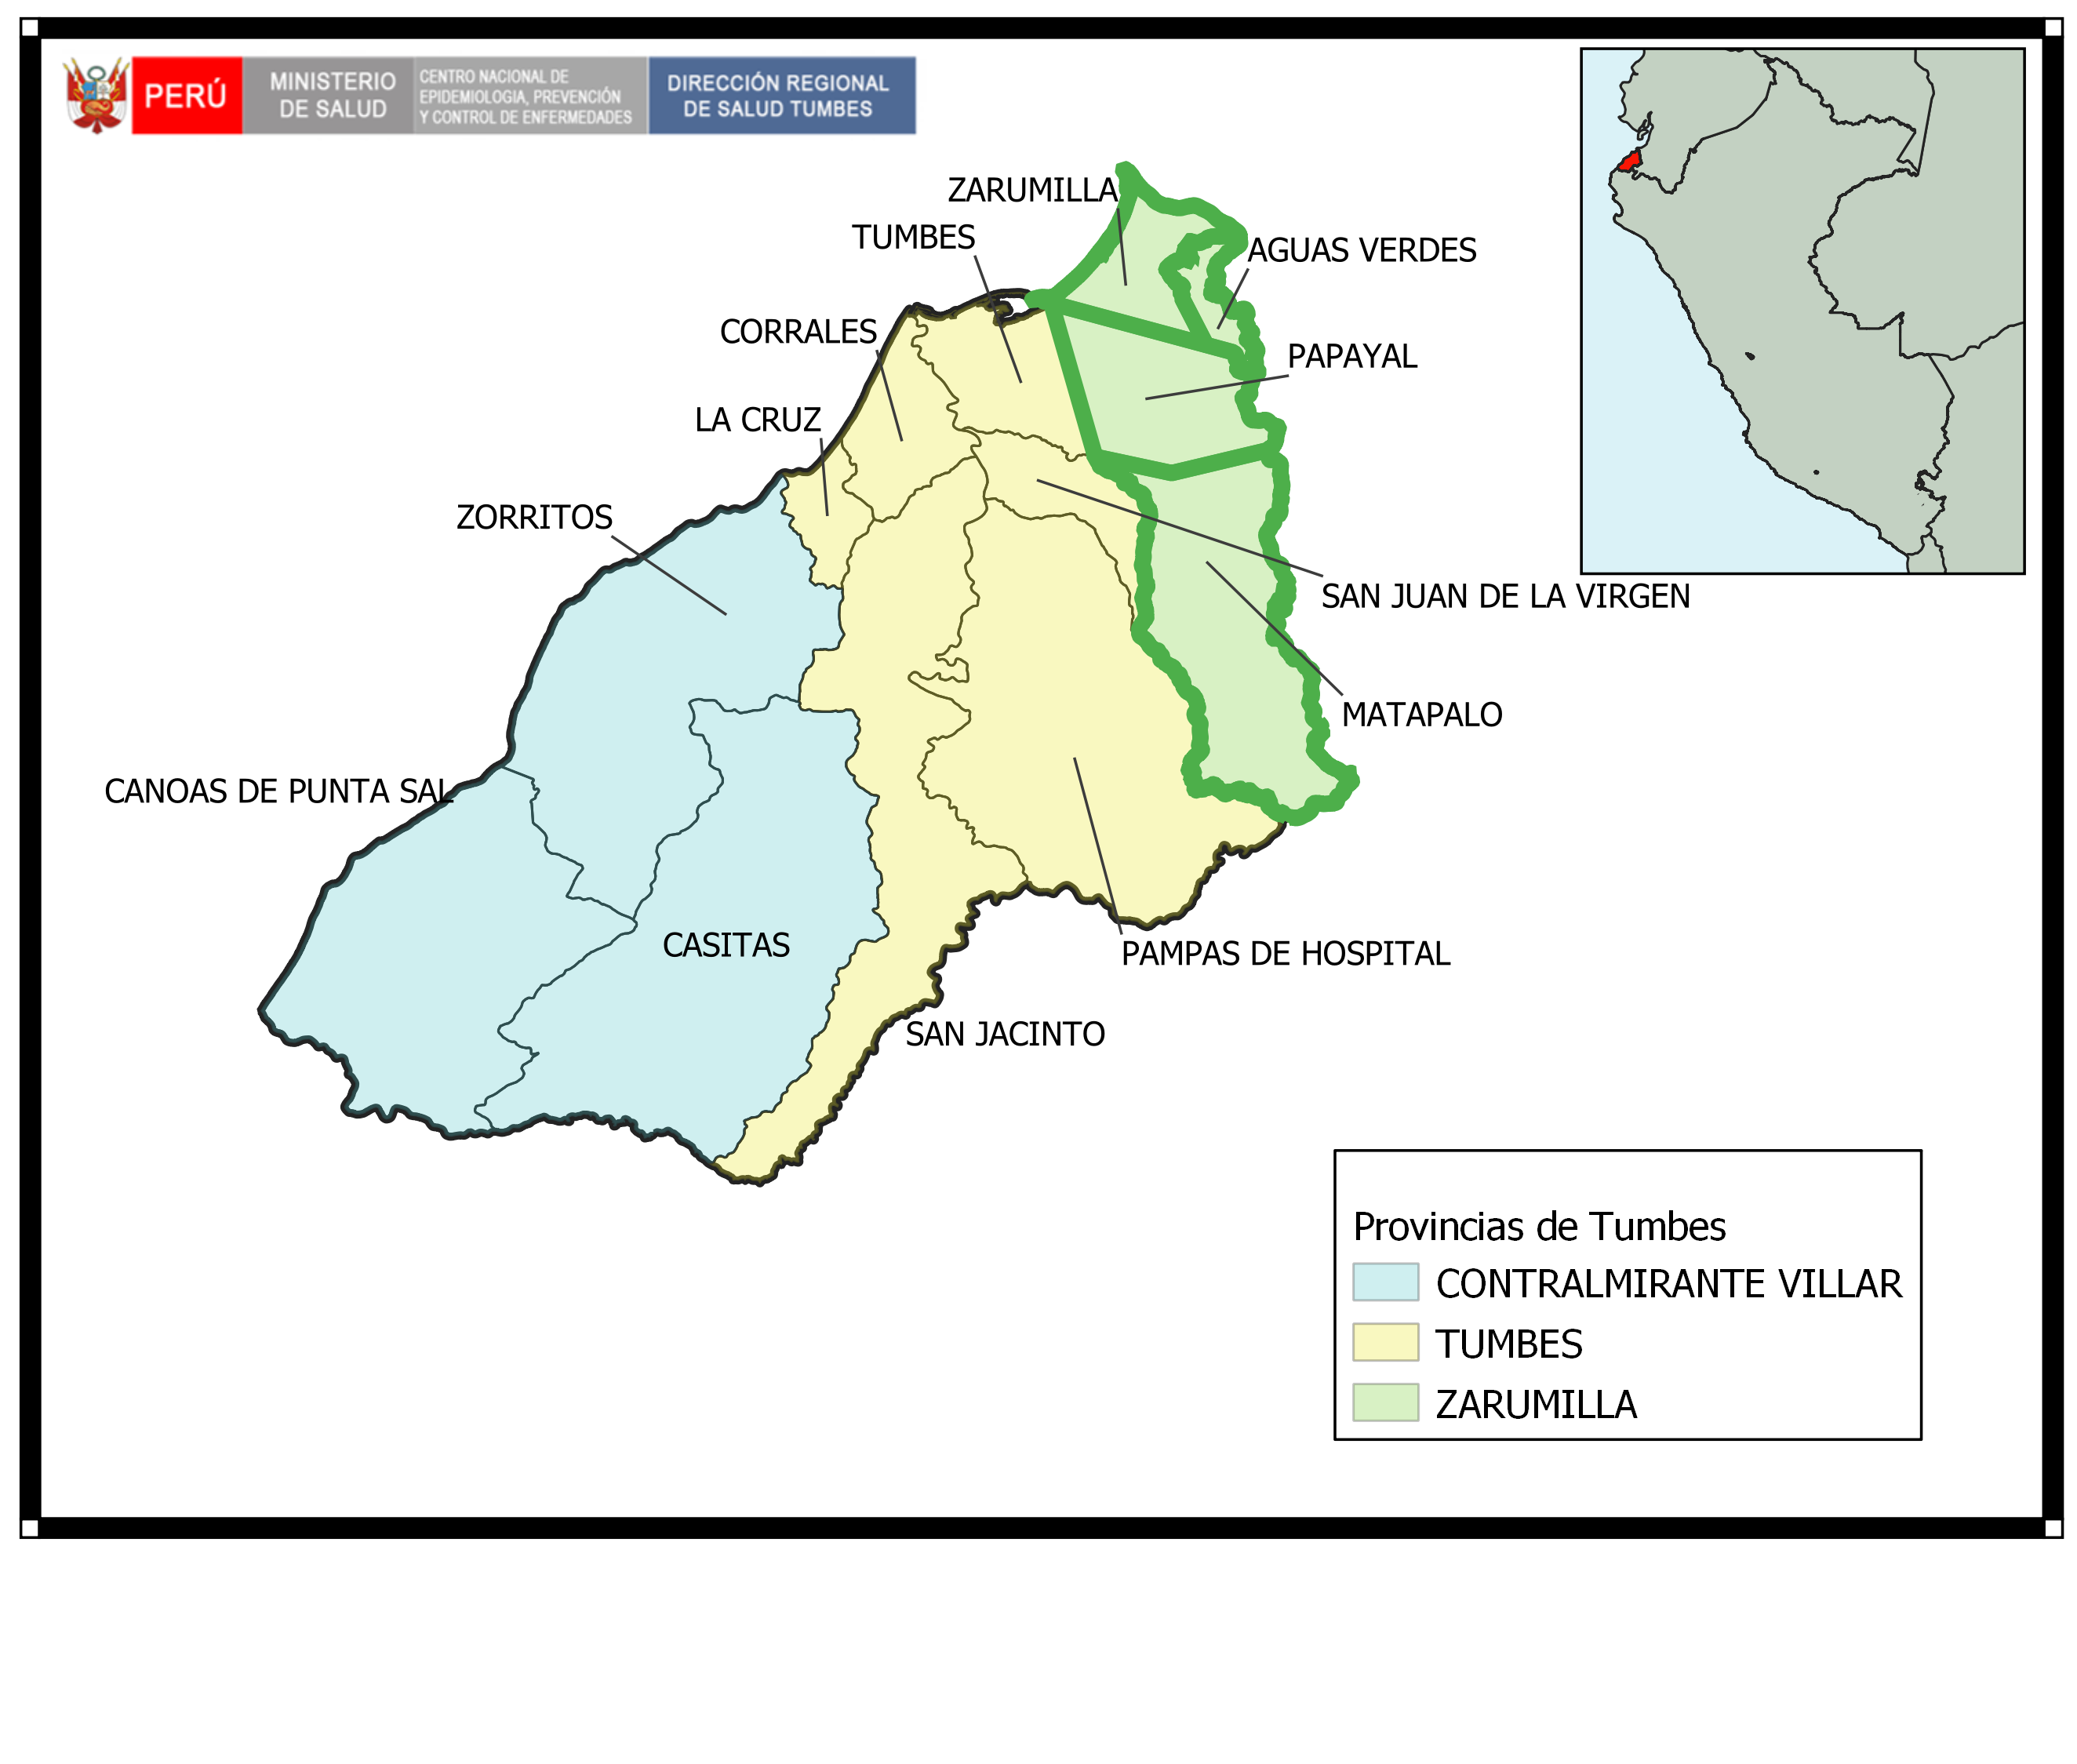 PERÚ
MINISTERIO
DE SALUD
CENTRO NACIONAL DE
EPIDEMIOLOGIA, PREVENCIÓN
Y CONTROL DE ENFERMEDADES
DIRECCIÓN REGIONAL
DE SALUD TUMBES
ZARUMILLA
TUMBES
AGUAS VERDES
CORRALES
PAPAYAL
LA CRUZ
ZORRITOS
SAN JUAN DE LA VIRGEN
MATAPALO
CANOAS DE PUNTA SAL
CASITAS
PAMPAS DE HOSPITAL
SAN JACINTO
Provincias de Tumbes
CONTRALMIRANTE VILLAR
TUMBES
ZARUMILLA